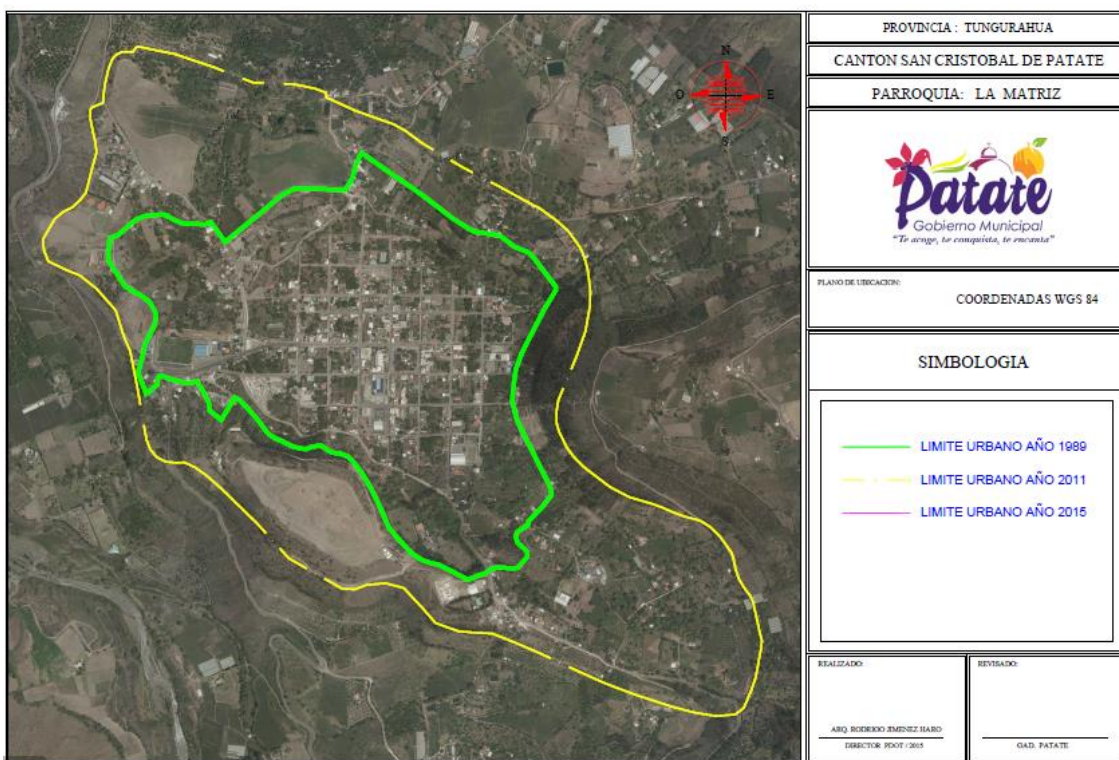 N
O E
S
PROVINCIA : TUNGURAHUA
CANTON SAN CRISTOBAL DE PATATE
PARROQUIA: LA MATRIZ
Patate
Gobierno Municipal
"Te acoge, te conquista, te encanta"
PLANO DE UBICACION:
COORDENADAS WGS 84
SIMBOLOGIA
LIMITE URBANO AÑO 1989
LIMITE URBANO AÑO 2011
LIMITE URBANO AÑO 2015
REALIZADO:
ARQ. RODRIGO JIMENEZ HARO
DIRECTOR PDOT / 2015
REVISADO:
GAD. PATATE